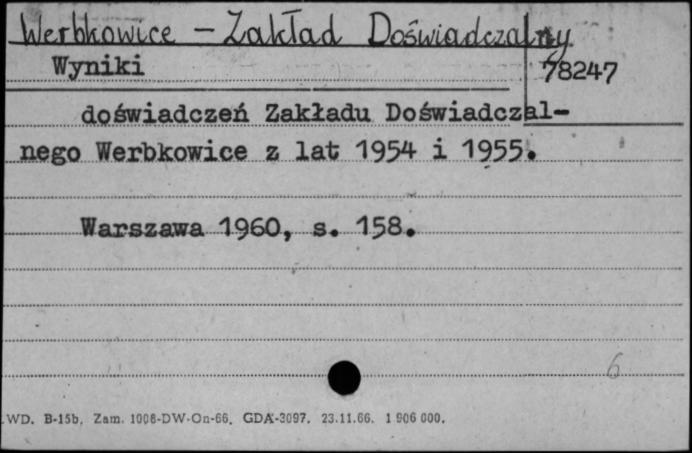 Werbkowice - Zakład Doświadczalny
Wyniki
78247
doświadczeń Zakładu Doświadczal-
nego Werbkowice z lat 1954 i 1955.
Warszawa 1960, s. 158.
6
WD. B-15b. Zam. 1006-DW-On-66. GDA-3097. 23.11.66. 1 906 000.